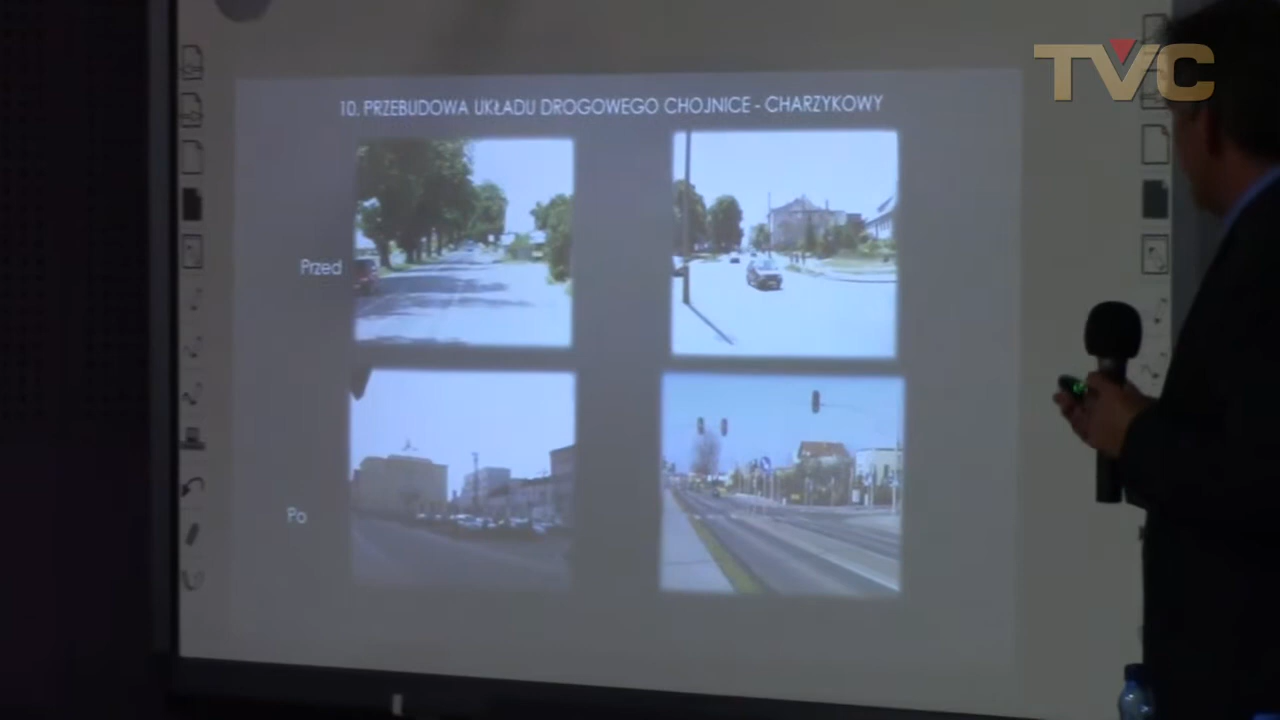 TVC
10. PRZEBUDOWA UKŁADU DROGOWEGO CHOJNICE - CHARZYKOWY
Przed
Po